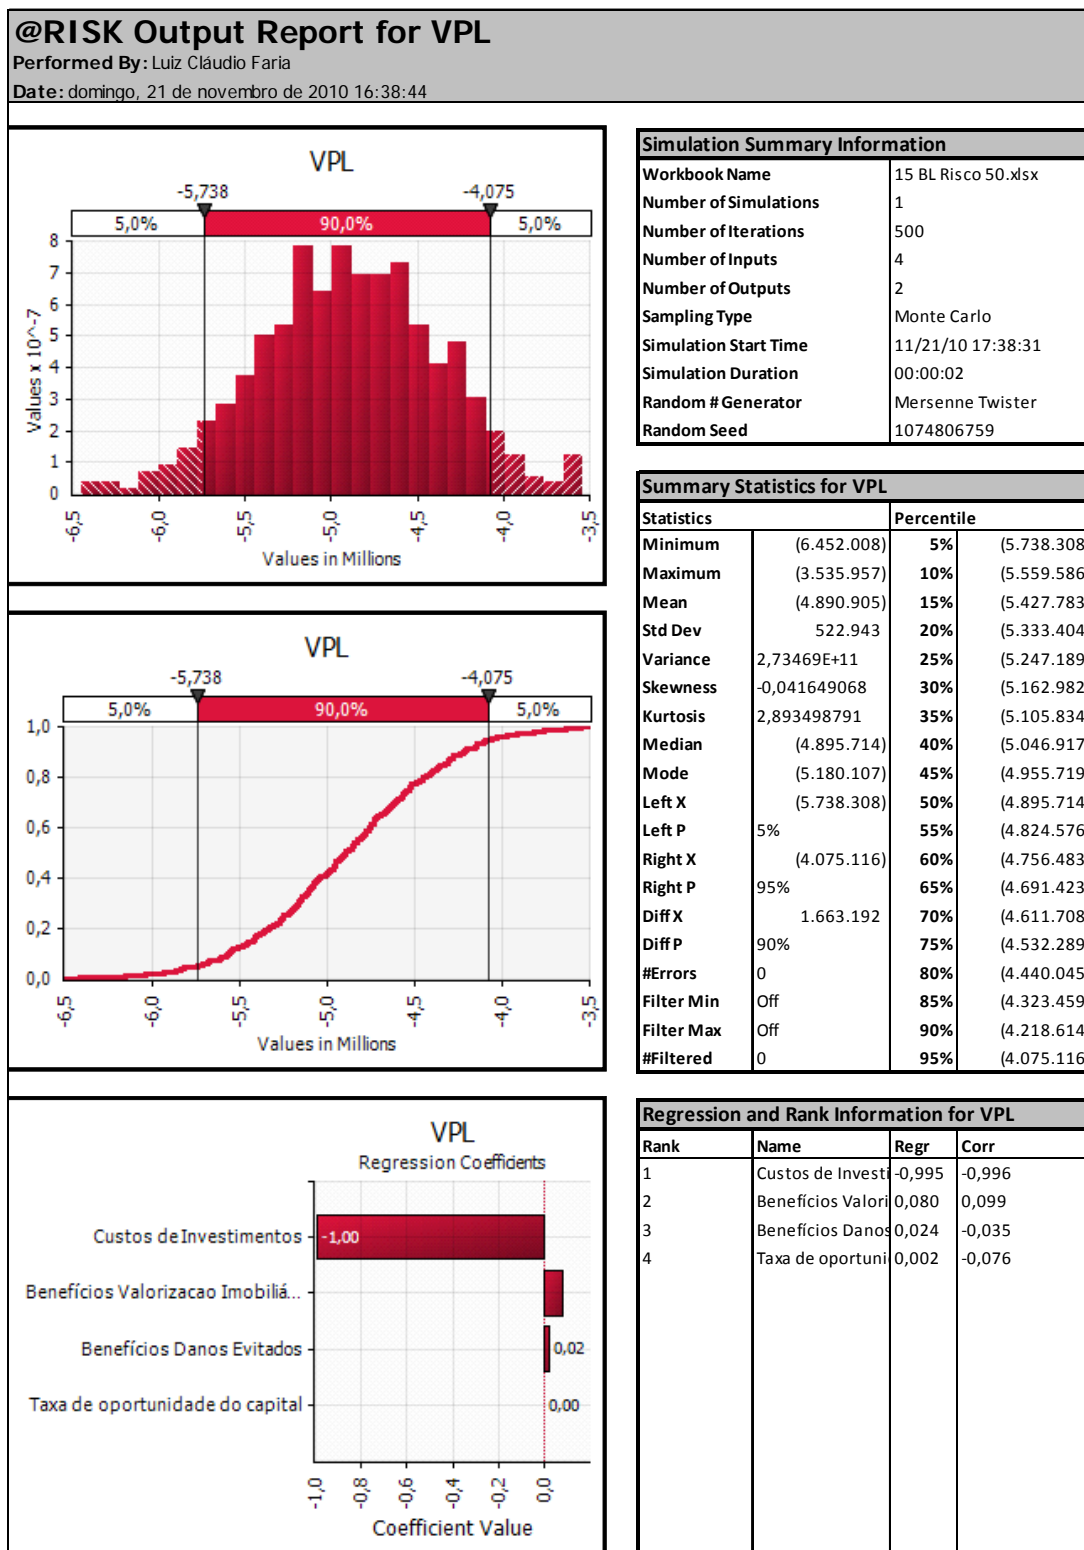 @RISK Output Report for VPL
Performed By: Luiz Cláudio Faria
Date: domingo, 21 de novembro de 2010 16:38:44
VPL
-5,738 -4,075
5,0% 90,0% 5,0%
8
7
6
5
4
3
2
1
0
Values x 10^-7
-6,5 -6,0 -5,5 -5,0 -4,5 -4,0 -3,5
Values in Millions
VPL
-5,738 -4,075
5,0% 90,0% 5,0%
1,0
0,8
0,6
0,4
0,2
0,0
-6,5 -6,0 -5,5 -5,0 -4,5 -4,0 -3,5
Values in Millions
VPL
Regression Coefficients
Custos de Investimentos -1,00
Benefícios Valorizacao Imobiliá...
Benefícios Danos Evitados 0,02
Taxa de oportunidade do capital 0,00
-1,0 -0,8 -0,6 -0,4 -0,2 0,0
Coefficient Value
Simulation Summary Information
Workbook Name 15 BL Risco 50.xlsx
Number of Simulations 1
Number of Iterations 500
Number of Inputs 4
Number of Outputs 2
Sampling Type Monte Carlo
Simulation Start Time 11/21/10 17:38:31
Simulation Duration 00:00:02
Random # Generator Mersenne Twister
Random Seed 1074806759
Summary Statistics for VPL
Statistics Percentile
Minimum (6.452.008) 5% (5.738.308
Maximum (3.535.957) 10% (5.559.586
Mean (4.890.905) 15% (5.427.783
Std Dev 522.943 20% (5.333.404
Variance 2,73469E+11 25% (5.247.189
Skewness -0,041649068 30% (5.162.982
Kurtosis 2,893498791 35% (5.105.834
Median (4.895.714) 40% (5.046.917
Mode (5.180.107) 45% (4.955.719
Left X (5.738.308) 50% (4.895.714
Left P 5% 55% (4.824.576
Right X (4.075.116) 60% (4.756.483
Right P 95% 65% (4.691.423
Diff X 1.663.192 70% (4.611.708
Diff P 90% 75% (4.532.289
#Errors 0 80% (4.440.045
Filter Min Off 85% (4.323.459
Filter Max Off 90% (4.218.614
#Filtered 0 95% (4.075.116
Regression and Rank Information for VPL
Rank Name Regr Corr
1 Custos de Investi -0,995 -0,996
2 Benefícios Valori 0,080 0,099
3 Benefícios Danos 0,024 -0,035
4 Taxa de oportuni 0,002 -0,076